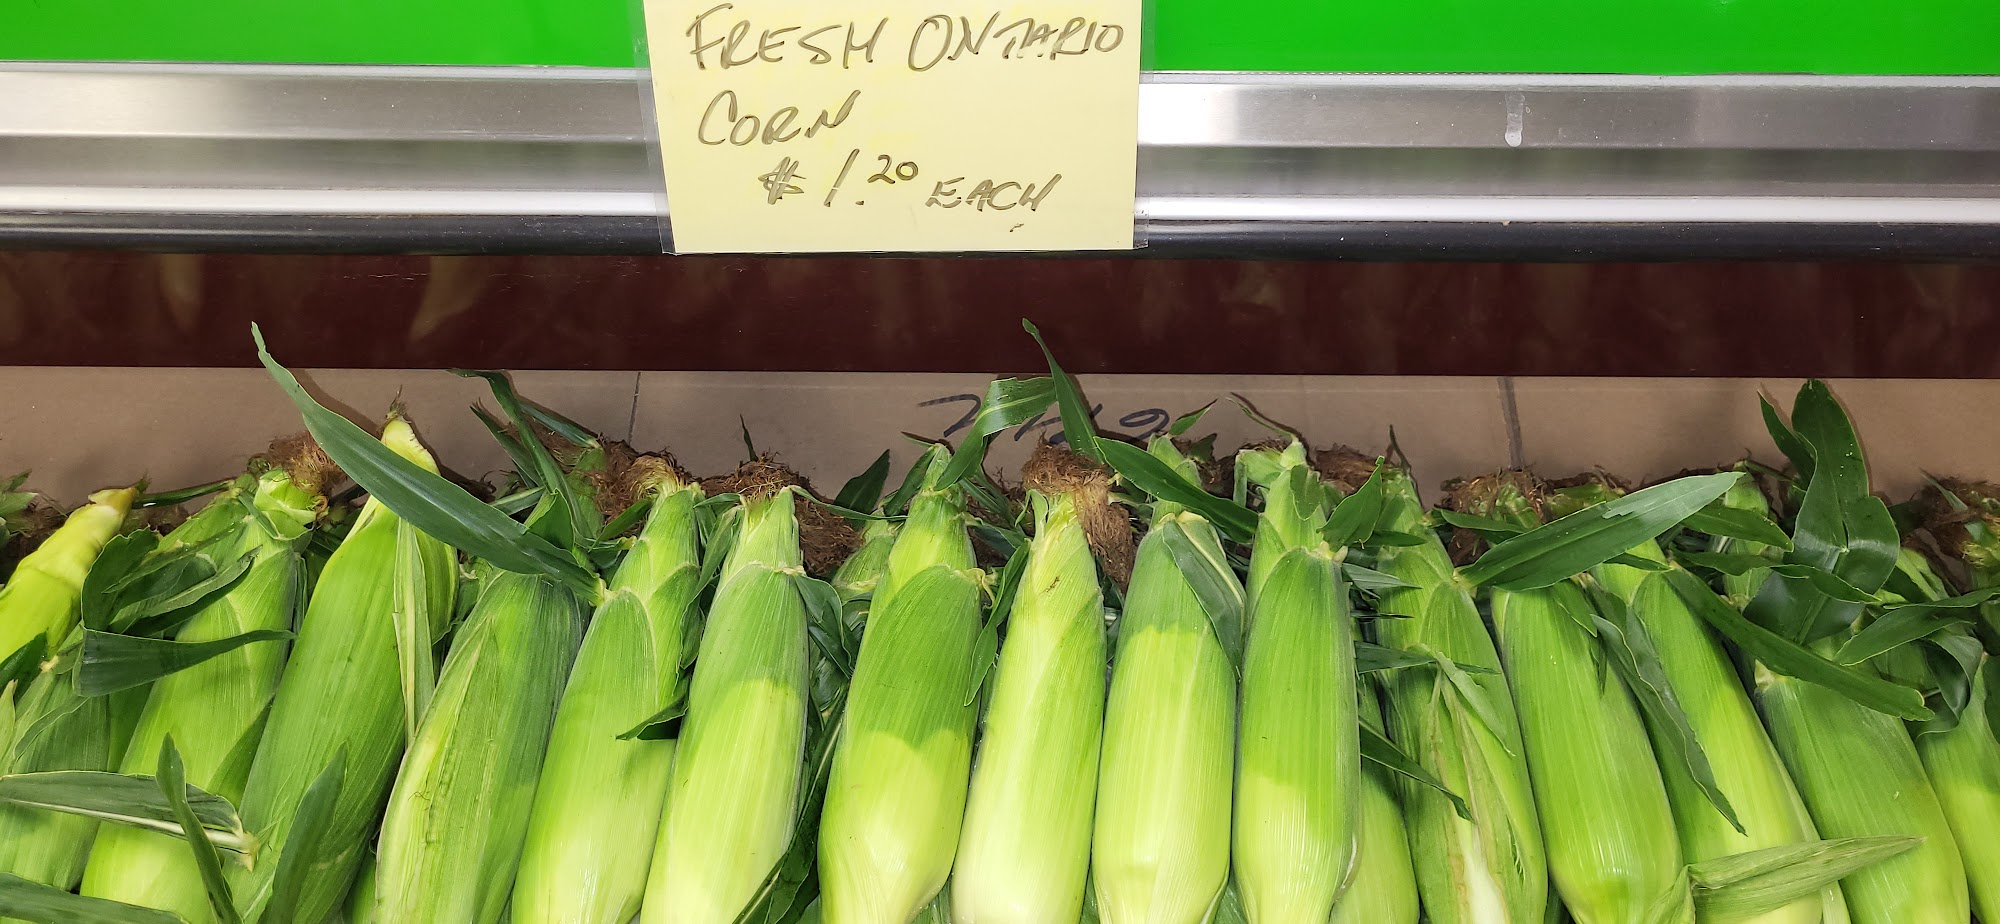 FRESH ONTARIO
CORN
$1.20 EACH